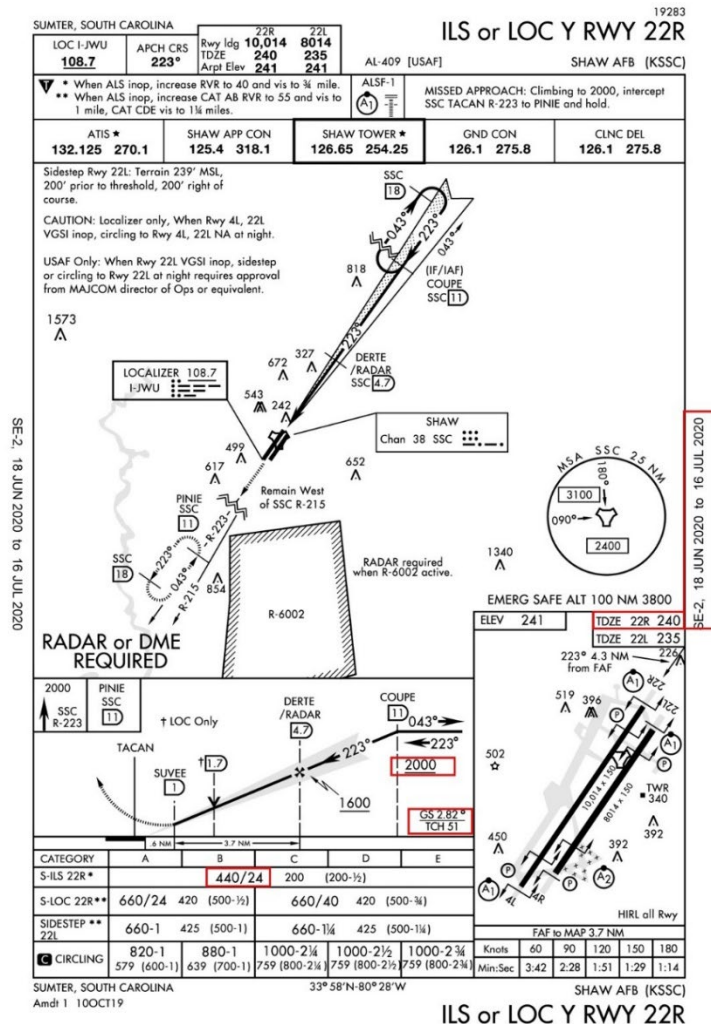 19283
SUMTER, SOUTH CAROLINA
ILS or LOC Y RWY 22R
LOC I-JWU
108.7
APCH CRS
223°
22R 22L
Rwy ldg 10,014 8014
TDZE 240 235
Arpt Elev 241 241
AL-409 [USAF]
SHAW AFB (KSSC)
T * When ALS inop, increase RVR to 40 and vis to ¾ mile.
** When ALS inop, increase CAT AB RVR to 55 and vis to
1 mile, CAT CDE vis to 1¼ miles.
ALSF-1
A1
MISSED APPROACH: Climbing to 2000, intercept
SSC TACAN R-223 to PINIE and hold.
ATIS ★
132.125 270.1
SHAW APP CON
125.4 318.1
SHAW TOWER ★
126.65 254.25
GND CON
126.1 275.8
CLNC DEL
126.1 275.8
Sidestep Rwy 22L: Terrain 239' MSL,
200' prior to threshold, 200' right of
course.
CAUTION: Localizer only, When Rwy 4L, 22L
VGSI inop, circling to Rwy 4L, 22L NA at night.
USAF Only: When Rwy 22L VGSI inop, sidestep
or circling to Rwy 22L at night requires approval
from MAJCOM director of Ops or equivalent.
SSC
18
043°
223°
043°
818
(IF/IAF)
COUPE
SSC 11
1573
223°
672
327
DERTE
/RADAR
SSC 4.7
LOCALIZER 108.7
I-JWU
543
242
SHAW
Chan 38 SSC
499
617
652
PINIE
SSC
11
Remain West
of SSC R-215
R-223
SSC
18
223°
043°
R-215
854
R-6002
RADAR required
when R-6002 active.
MSA SSC 25 NM
180°
3100
090°
2400
1340
EMERG SAFE ALT 100 NM 3800
RADAR or DME
REQUIRED
SE-2, 18 JUN 2020 to 16 JUL 2020
SE-2, 18 JUN 2020 to 16 JUL 2020
ELEV 241
TDZE 22R 240
TDZE 22L 235
223° 4.3 NM
from FAF
226
A1
22R
22L
519
396
P
P
A1
502
10,014 x 150
8014 x 150
TWR
340
392
450
392
P
P
A1
4L
4R
A2
HIRL all Rwy
FAF to MAP 3.7 NM
Knots 60 90 120 150 180
Min:Sec 3:42 2:28 1:51 1:29 1:14
2000
SSC
R-223
PINIE
SSC
11
† LOC Only
DERTE
/RADAR
4.7
COUPE
11
043°
223°
223°
TACAN
SUVEE
1
† 1.7
2000
1600
GS 2.82°
TCH 51
.6 NM
3.7 NM
CATEGORY A B C D E
S-ILS 22R* 440/24 200 (200-½)
S-LOC 22R** 660/24 420 (500-½) 660/40 420 (500-¾)
SIDESTEP ** 22L 660-1 425 (500-1) 660-1¼ 425 (500-1¼)
C CIRCLING 820-1 880-1 1000-2¼ 1000-2½ 1000-2¾
579 (600-1) 639 (700-1) 759 (800-2¼) 759 (800-2½) 759 (800-2¾)
SUMTER, SOUTH CAROLINA
Amdt 1 10OCT19
33°58'N-80°28'W
SHAW AFB (KSSC)
ILS or LOC Y RWY 22R